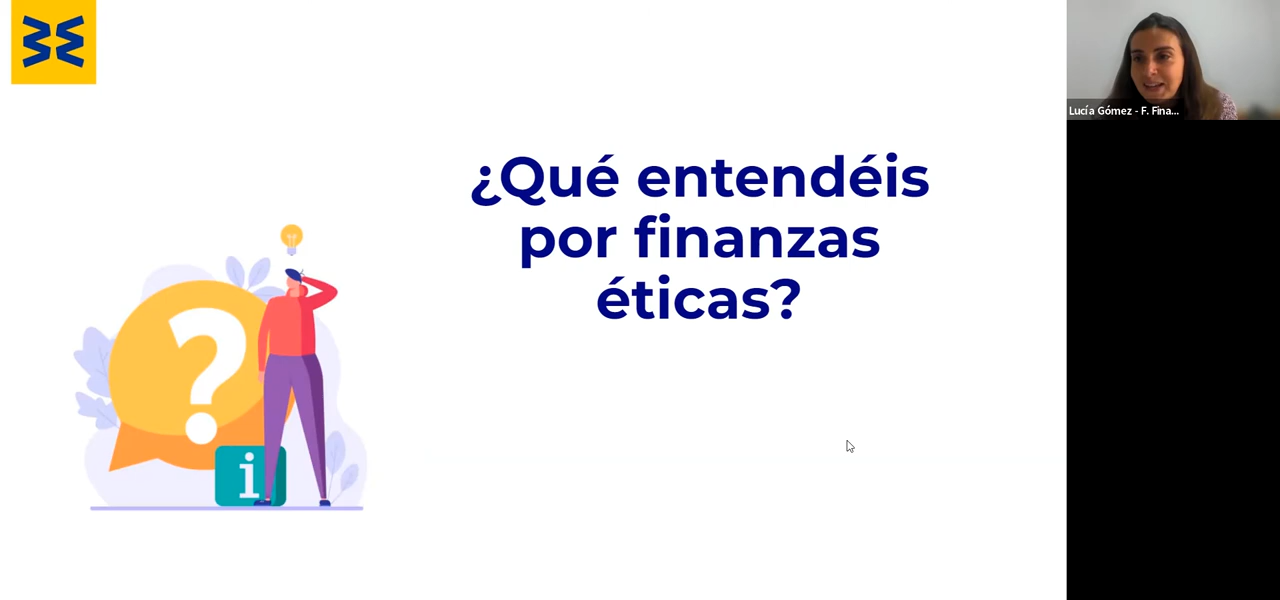 ¿Qué entendéis
por finanzas
éticas?
i
Lucía Gómez - F. Fina...